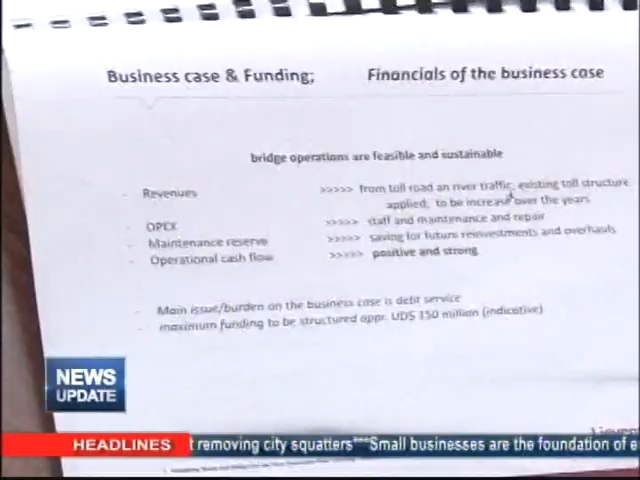 Business case & Funding; Financials of the business case
bridge operations are feasible and sustainable
- Revenues >>>>> from toll road an river traffic, existing toll structure
applied, to be increase over the years
- OPEX >>>>> staff and maintenance and repair
- Maintenance reserve >>>>> saving for future reinvestments and overhauls
- Operational cash flow >>>>> positive and strong
- Main issue/burden on the business case is debt service
- maximum funding to be structured appr. UDS 150 million (indicative)
NEWS
UPDATE
HEADLINES t removing city squatters***Small businesses are the foundation of e